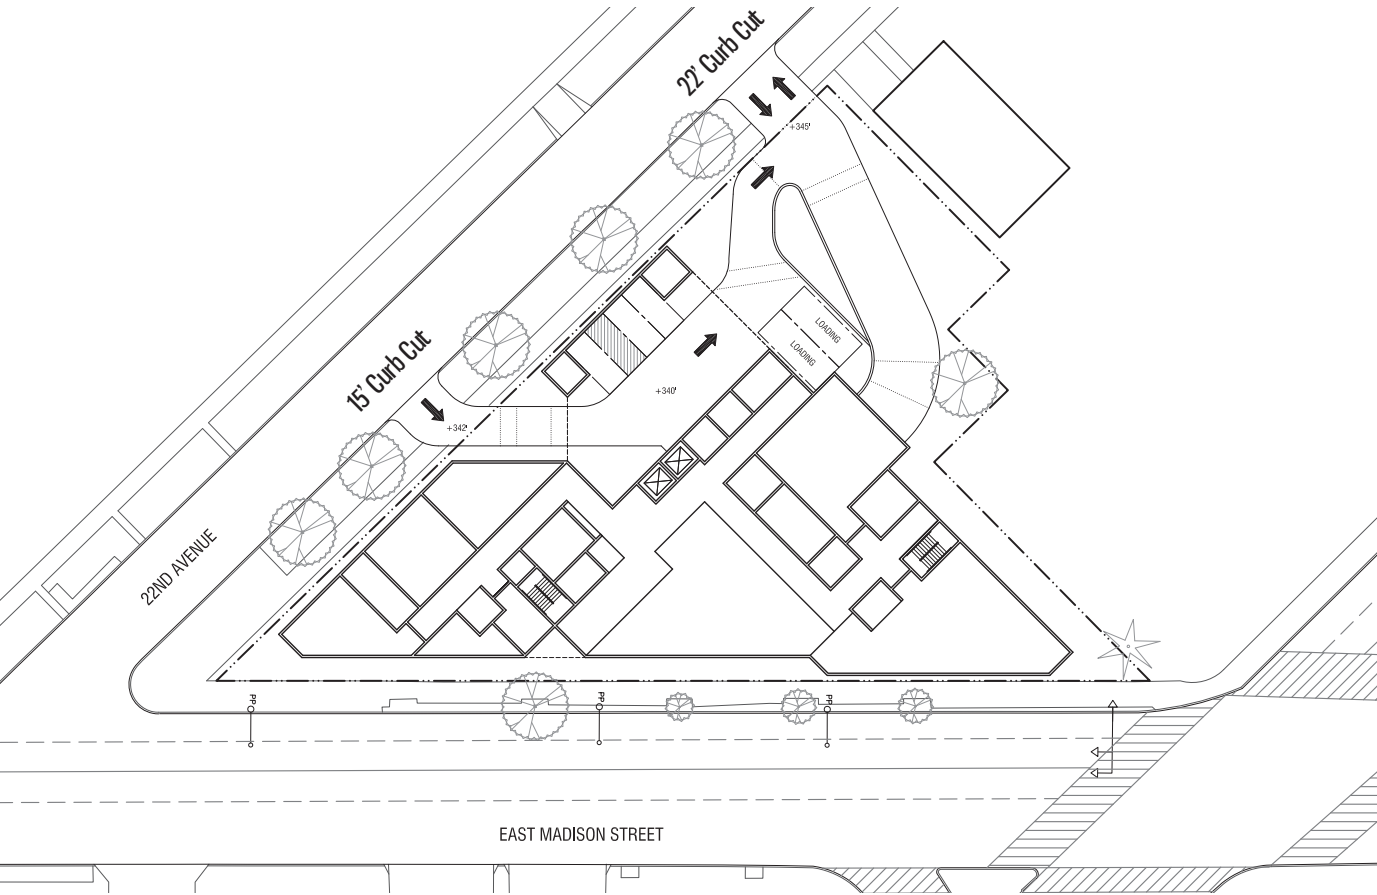 22' Curb Cut
+345'
15' Curb Cut
LOADING
LOADING
+340'
+342'
22ND AVENUE
PP
PP
PP
EAST MADISON STREET